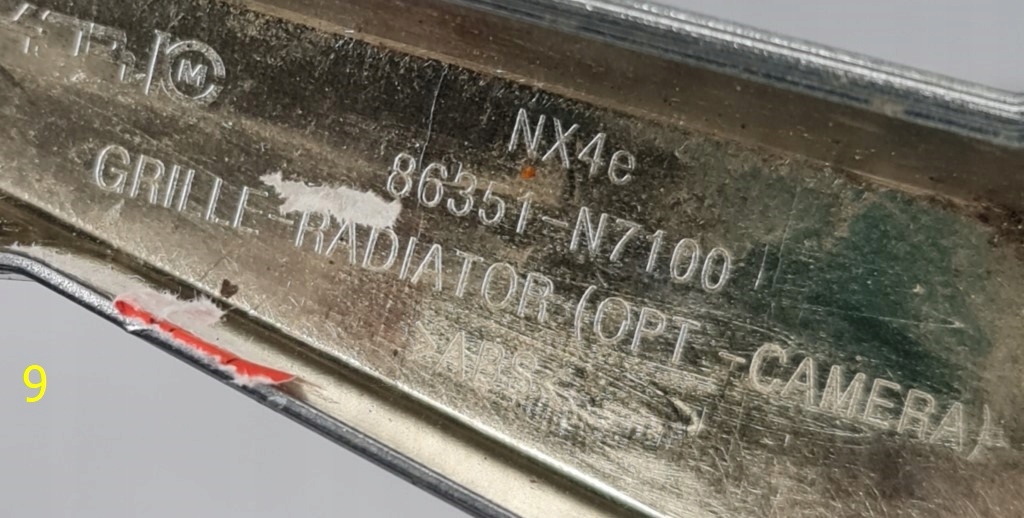 M
NX4e
86351-N7100
GRILLE-RADIATOR (OPT -CAMERA)
>ABS<
9